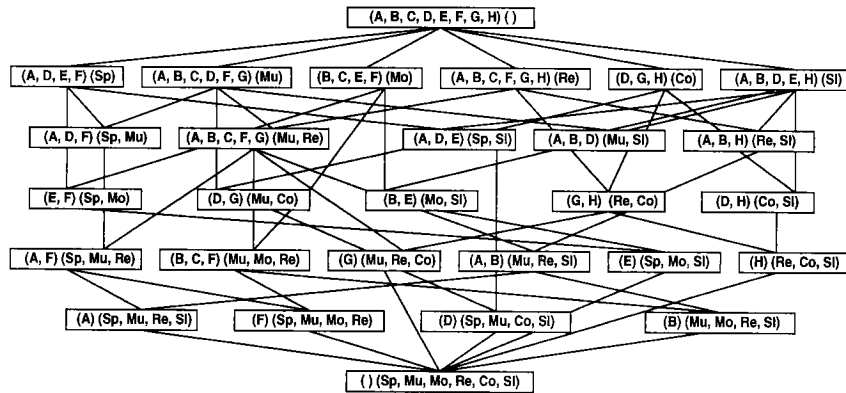 (A, B, C, D, E, F, G, H) ( )
(A, D, E, F) (Sp) (A, B, C, D, F, G) (Mu) (B, C, E, F) (Mo) (A, B, C, F, G, H) (Re) (D, G, H) (Co) (A, B, D, E, H) (Sl)
(A, D, F) (Sp, Mu) (A, B, C, F, G) (Mu, Re) (A, D, E) (Sp, Sl) (A, B, D) (Mu, Sl) (A, B, H) (Re, Sl)
(E, F) (Sp, Mo) (D, G) (Mu, Co) (B, E) (Mo, Sl) (G, H) (Re, Co) (D, H) (Co, Sl)
(A, F) (Sp, Mu, Re) (B, C, F) (Mu, Mo, Re) (G) (Mu, Re, Co) (A, B) (Mu, Re, Sl) (E) (Sp, Mo, Sl) (H) (Re, Co, Sl)
(A) (Sp, Mu, Re, Sl) (F) (Sp, Mu, Mo, Re) (D) (Sp, Mu, Co, Sl) (B) (Mu, Mo, Re, Sl)
( ) (Sp, Mu, Mo, Re, Co, Sl)